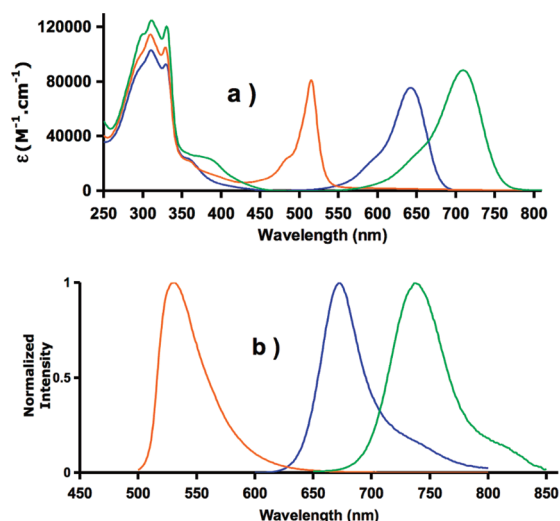 120000
80000
40000
0
ε(M⁻¹.cm⁻¹)
a )
250 300 350 400 450 500 550 600 650 700 750 800
Wavelength (nm)
1
0.5
0
Normalized
Intensity
b )
450 500 550 600 650 700 750 800 850
Wavelength (nm)